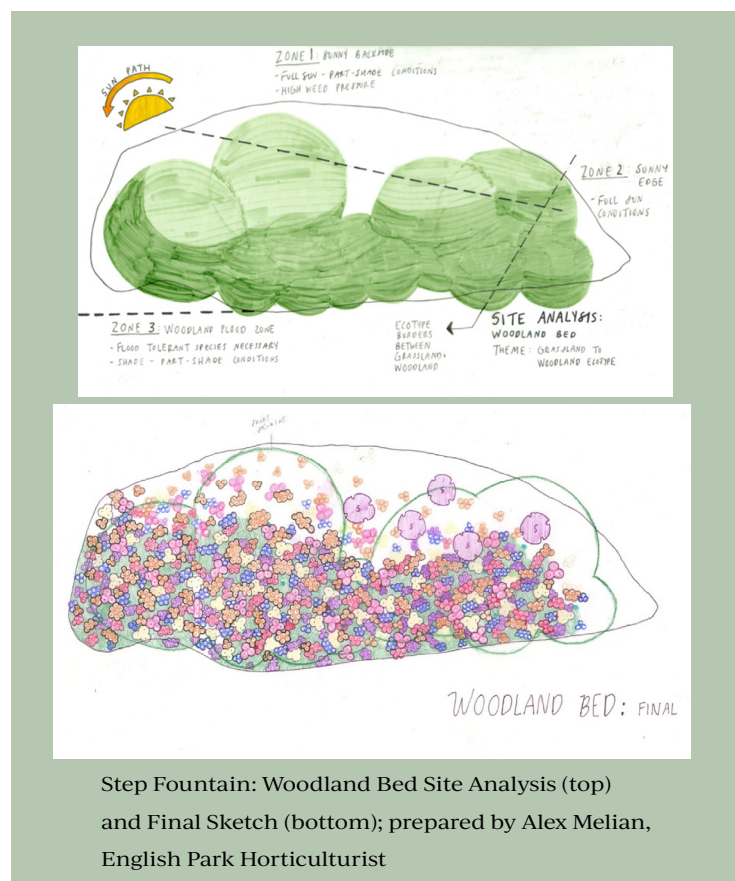 SUN PATH
ZONE 1: SUNNY BACKSIDE
- FULL SUN - PART-SHADE CONDITIONS
- HIGH WEED PRESSURE
ZONE 2: SUNNY
EDGE
- FULL SUN
CONDITIONS
ZONE 3: WOODLAND FLOOD ZONE
- FLOOD TOLERANT SPECIES NECESSARY
- SHADE - PART-SHADE CONDITIONS
ECOTYPE
BORDERS
BETWEEN
GRASSLAND +
WOODLAND
SITE ANALYSIS:
WOODLAND BED
THEME: GRASSLAND TO
WOODLAND ECOTYPE
S
S
S
S
S
WOODLAND BED: FINAL
Step Fountain: Woodland Bed Site Analysis (top)
and Final Sketch (bottom); prepared by Alex Melian,
English Park Horticulturist